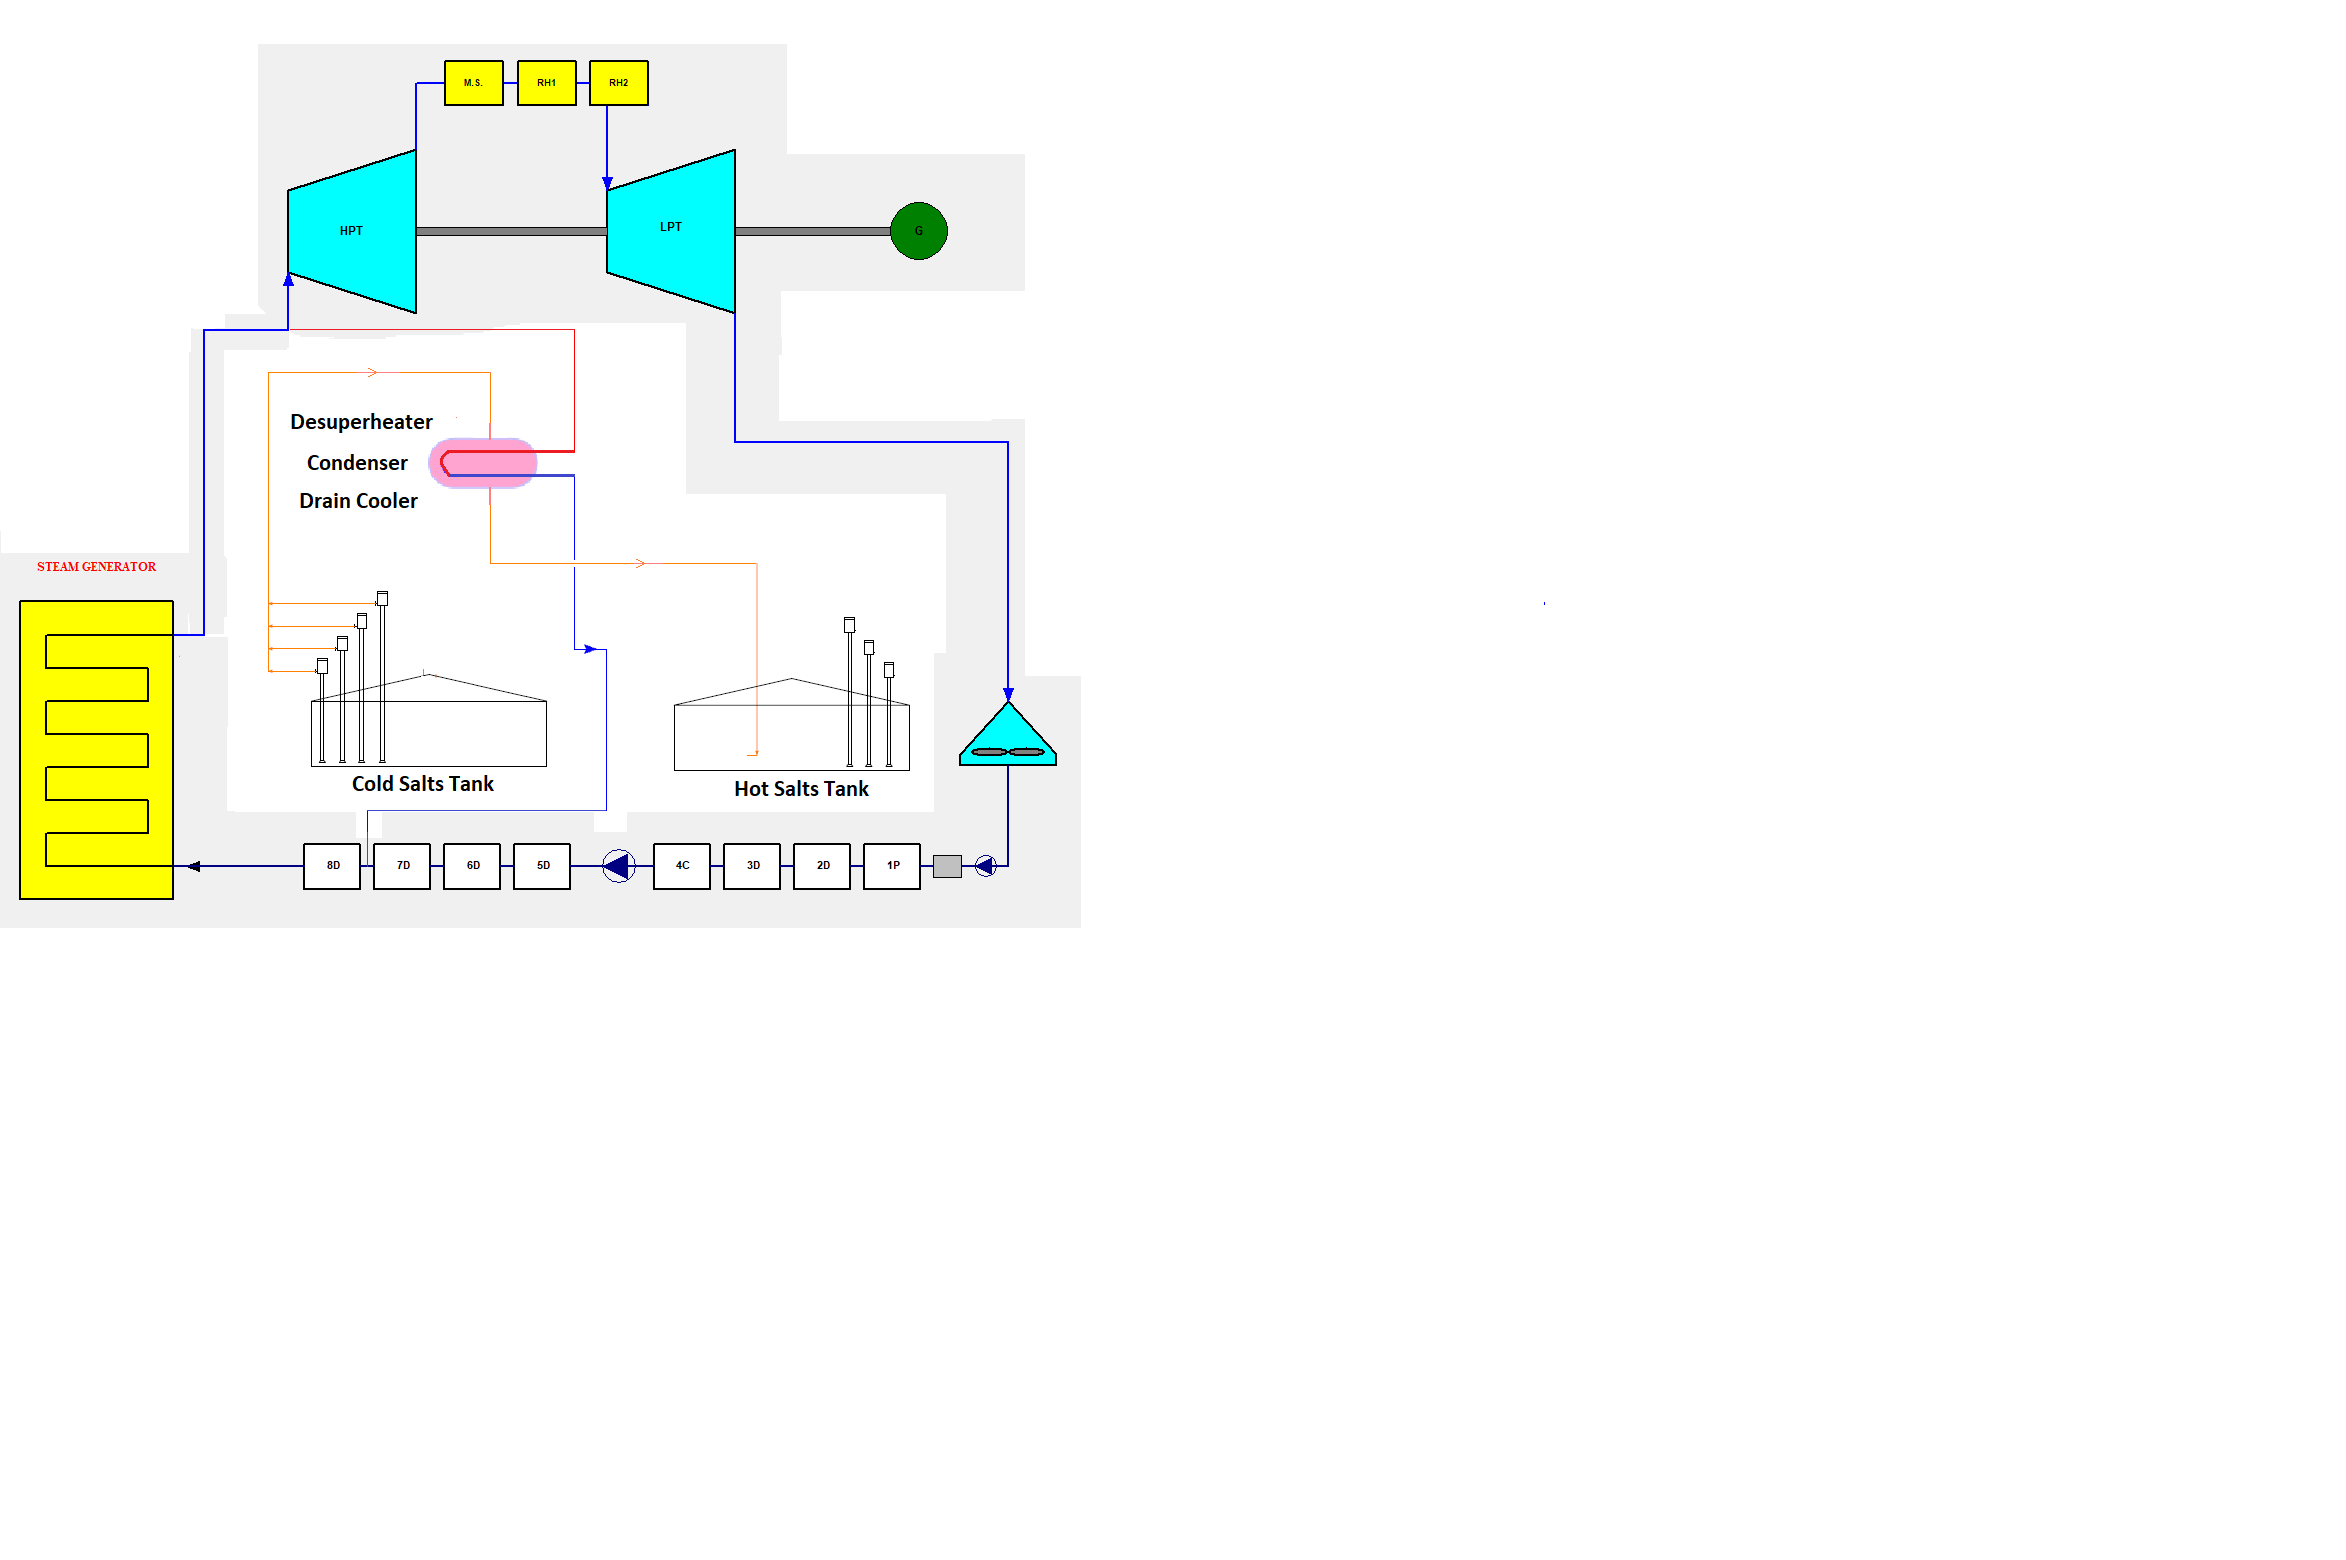 M.S.
RH1
RH2
HPT
LPT
G
Desuperheater
Condenser
Drain Cooler
STEAM GENERATOR
Cold Salts Tank
Hot Salts Tank
8D
7D
6D
5D
4C
3D
2D
1P